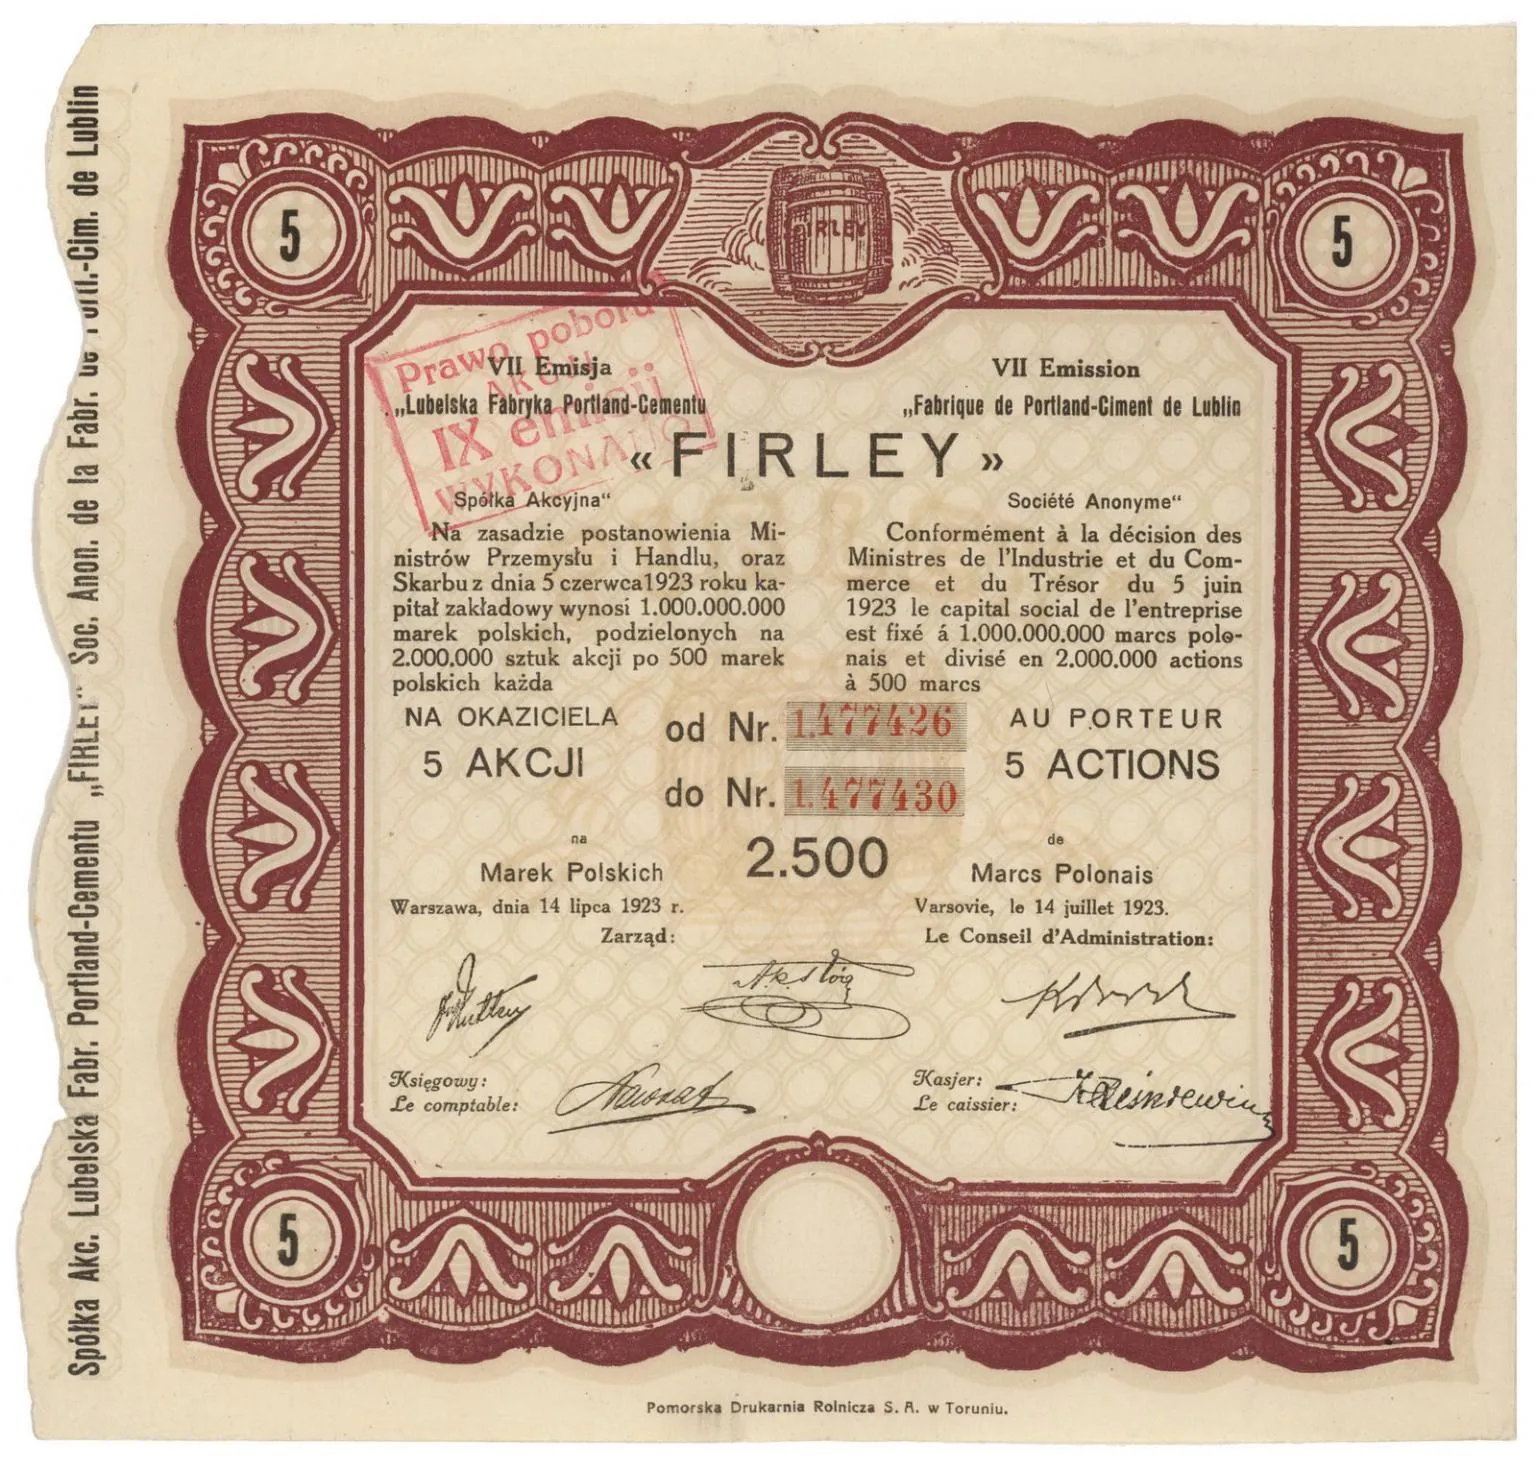 5
5
FIRLEY
Prawo poboru
AKCJI
IX emisji
WYKONANO
VII Emisja
„Lubelska Fabryka Portland-Cementu
VII Emission
„Fabrique de Portland-Ciment de Lublin
« FIRLEY »
Spółka Akcyjna“
Société Anonyme“
Na zasadzie postanowienia Mi-
nistrów Przemysłu i Handlu, oraz
Skarbu z dnia 5 czerwca 1923 roku ka-
pitał zakładowy wynosi 1.000.000.000
marek polskich, podzielonych na
2.000.000 sztuk akcji po 500 marek
polskich każda
Conformément à la décision des
Ministres de l'Industrie et du Com-
merce et du Trésor du 5 juin
1923 le capital social de l'entreprise
est fixé á 1.000.000.000 marcs polo-
nais et divisé en 2.000.000 actions
à 500 marcs
NA OKAZICIELA
5 AKCJI
od Nr. 1.477426
do Nr. 1.477430
AU PORTEUR
5 ACTIONS
na
Marek Polskich
2.500
de
Marcs Polonais
Warszawa, dnia 14 lipca 1923 r.
Varsovie, le 14 juillet 1923.
Zarząd:
Le Conseil d'Administration:
Księgowy:
Le comptable:
Kasjer:
Le caissier:
5
5
Pomorska Drukarnia Rolnicza S. A. w Toruniu.
Spółka Akc. Lubelska Fabr. Portland-Cementu „FIRLEY“ Soc. Anon. de la Fabr. de Portl.-Cim. de Lublin